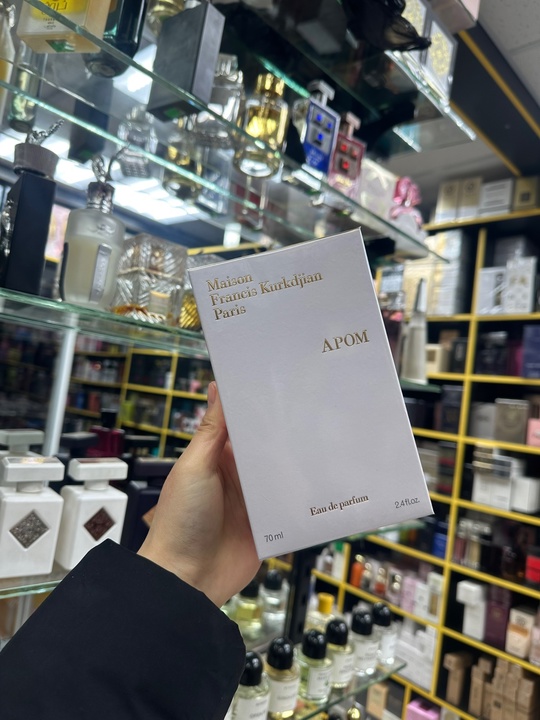 Maison
Francis Kurkdjian
Paris
APOM
Eau de parfum
70 ml
2.4 fl.oz.